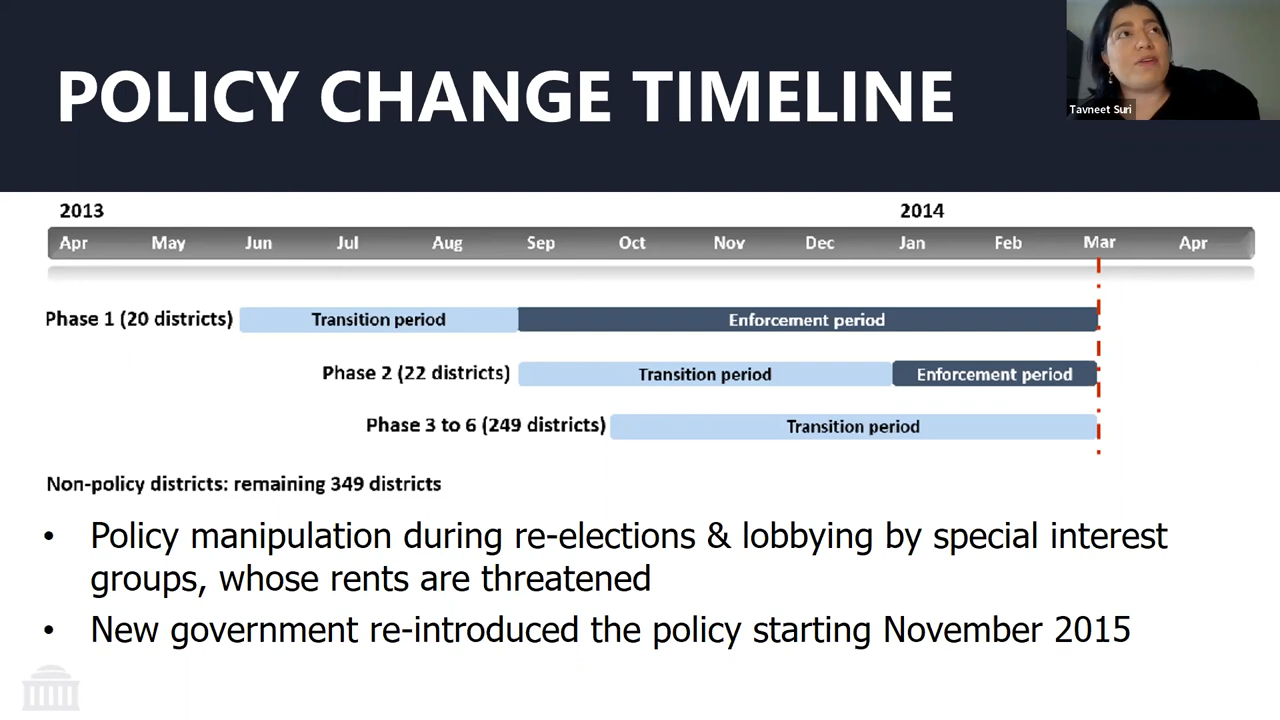 POLICY CHANGE TIMELINE
Tavneet Suri
2013 2014
Apr May Jun Jul Aug Sep Oct Nov Dec Jan Feb Mar Apr
Phase 1 (20 districts) Transition period Enforcement period
Phase 2 (22 districts) Transition period Enforcement period
Phase 3 to 6 (249 districts) Transition period
Non-policy districts: remaining 349 districts
• Policy manipulation during re-elections & lobbying by special interest
groups, whose rents are threatened
• New government re-introduced the policy starting November 2015